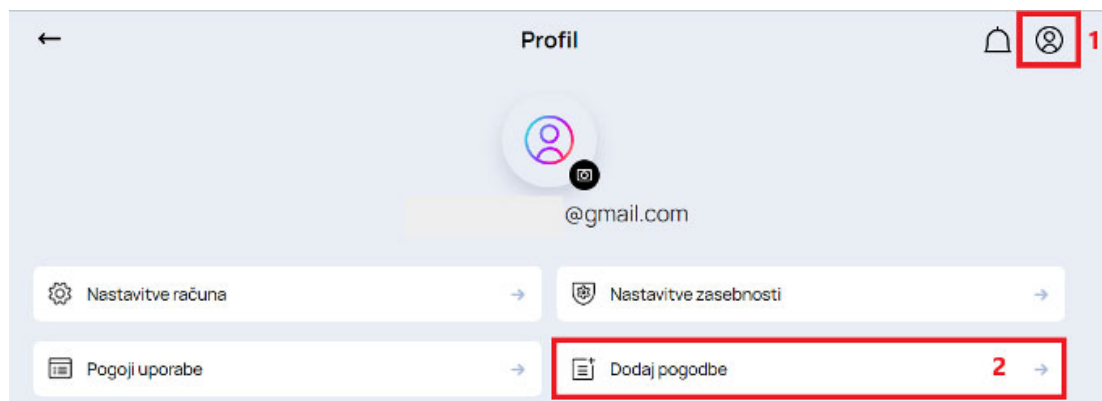 Profil
1
@gmail.com
Nastavitve računa
Nastavitve zasebnosti
Pogoji uporabe
Dodaj pogodbe
2